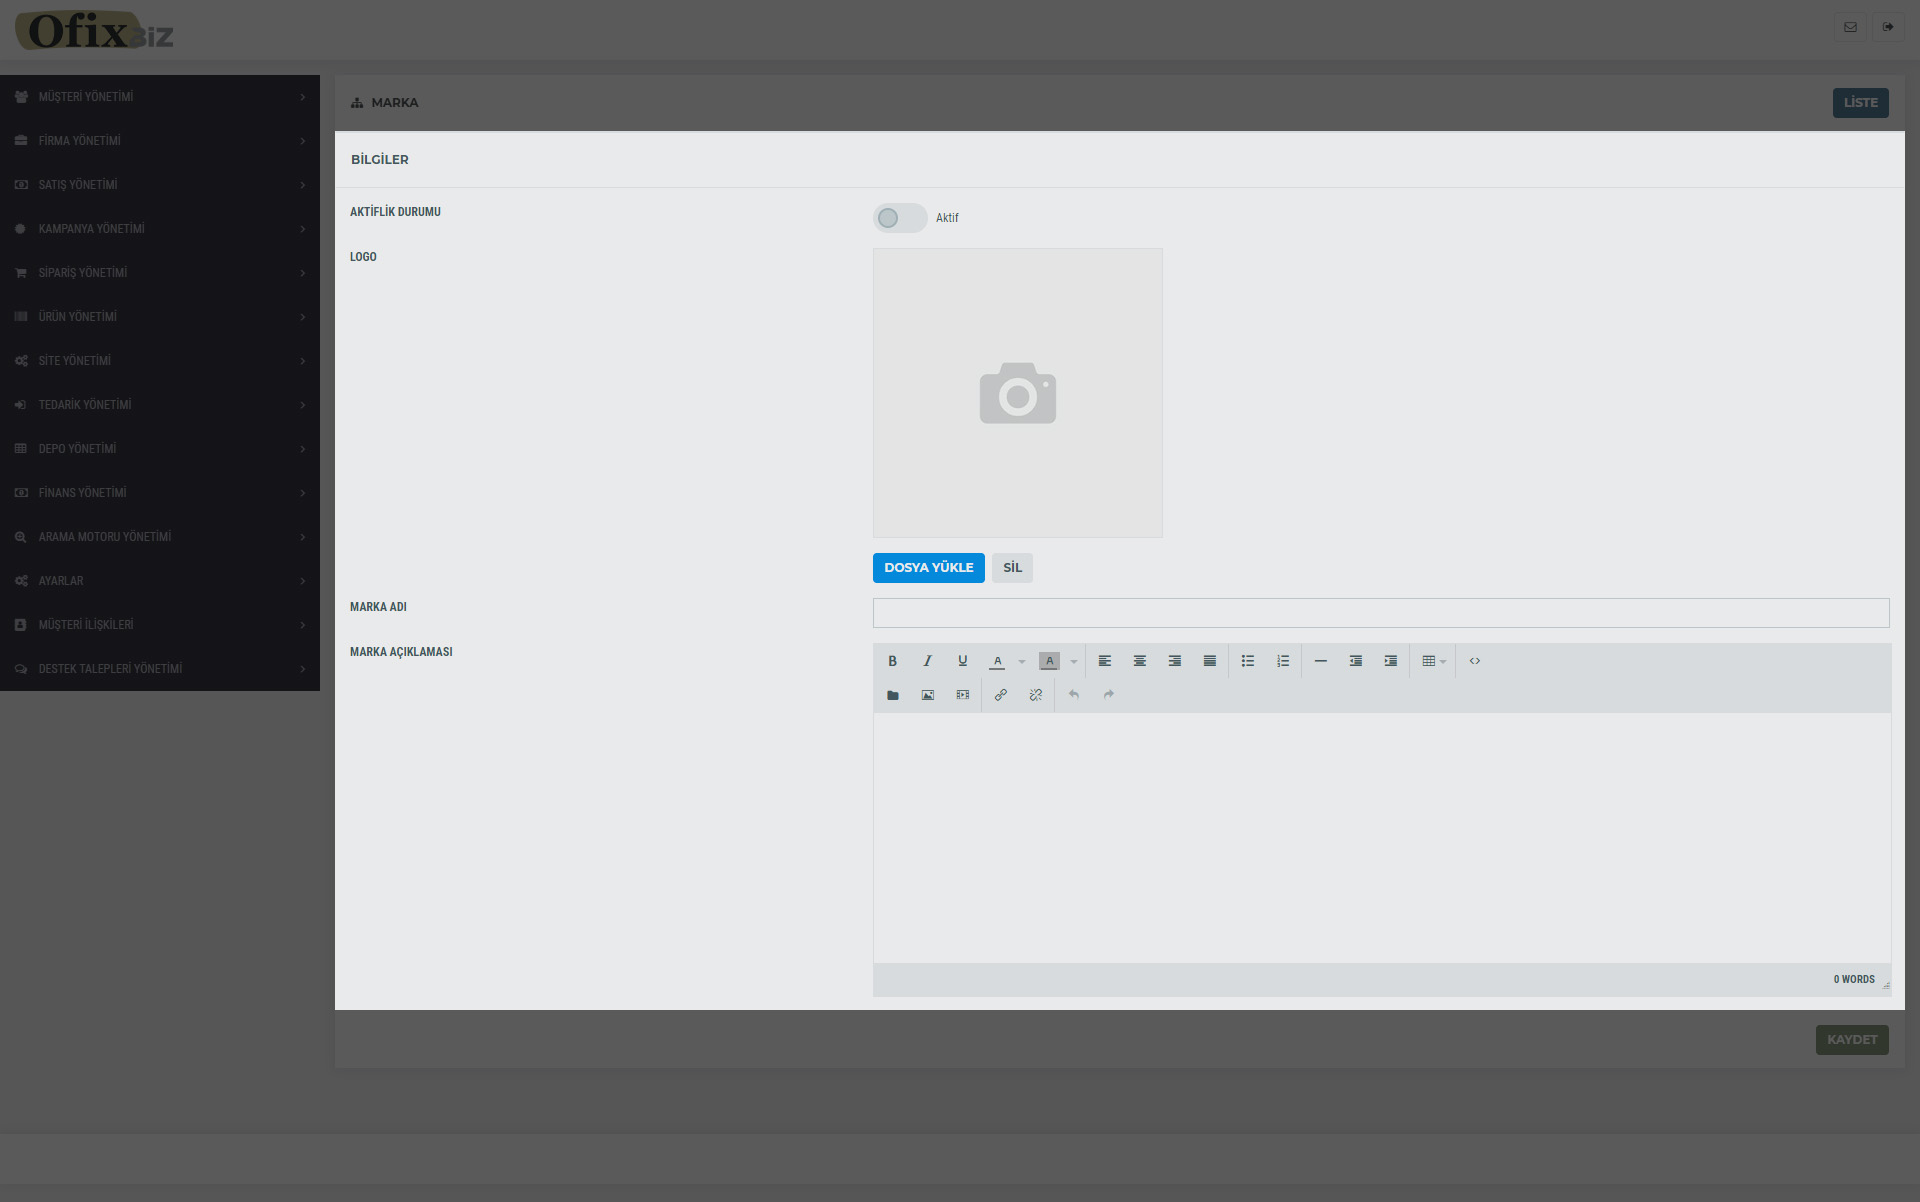 OfixBiz
MÜŞTERİ YÖNETİMİ
FİRMA YÖNETİMİ
SATIŞ YÖNETİMİ
KAMPANYA YÖNETİMİ
SİPARİŞ YÖNETİMİ
ÜRÜN YÖNETİMİ
SİTE YÖNETİMİ
TEDARİK YÖNETİMİ
DEPO YÖNETİMİ
FİNANS YÖNETİMİ
ARAMA MOTORU YÖNETİMİ
AYARLAR
MÜŞTERİ İLİŞKİLERİ
DESTEK TALEPLERİ YÖNETİMİ
MARKA
LİSTE
BİLGİLER
AKTİFLİK DURUMU
Aktif
LOGO
DOSYA YÜKLE SİL
MARKA ADI
MARKA AÇIKLAMASI
0 WORDS
KAYDET